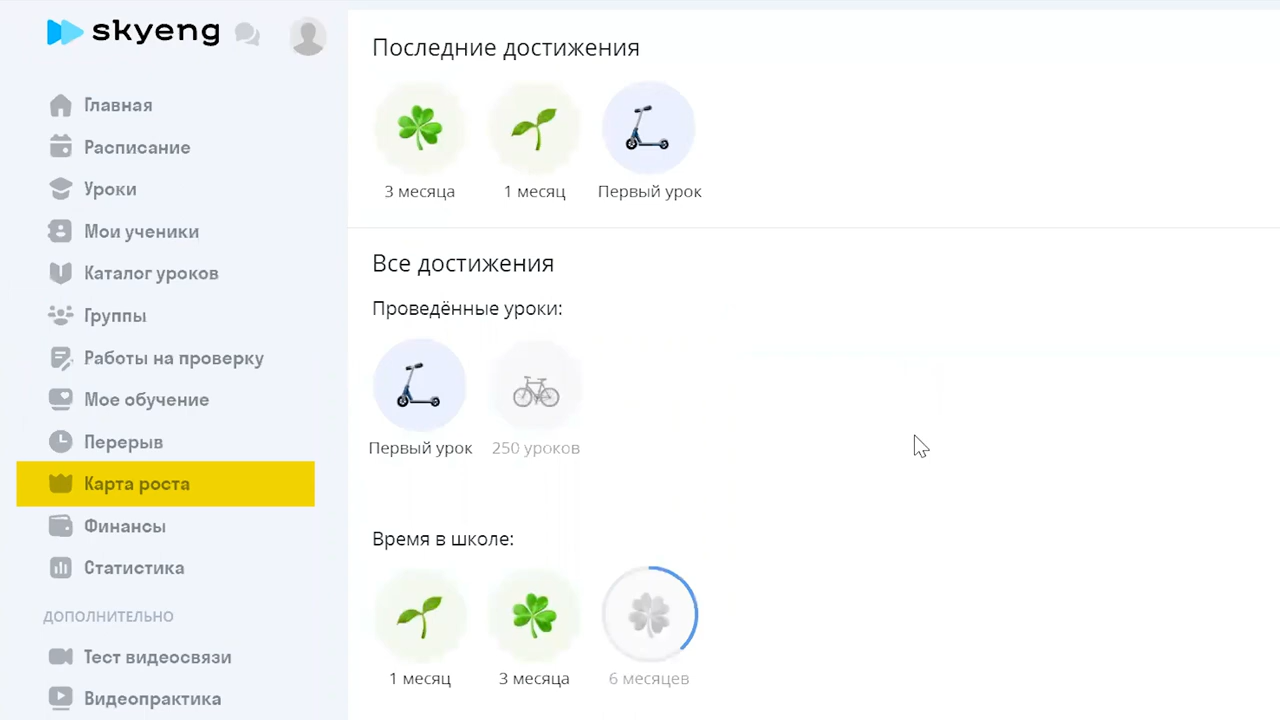 skyeng
Главная
Расписание
Уроки
Мои ученики
Каталог уроков
Группы
Работы на проверку
Мое обучение
Перерыв
Карта роста
Финансы
Статистика
ДОПОЛНИТЕЛЬНО
Тест видеосвязи
Видеопрактика
Последние достижения
3 месяца
1 месяц
Первый урок
Все достижения
Проведённые уроки:
Первый урок
250 уроков
Время в школе:
1 месяц
3 месяца
6 месяцев